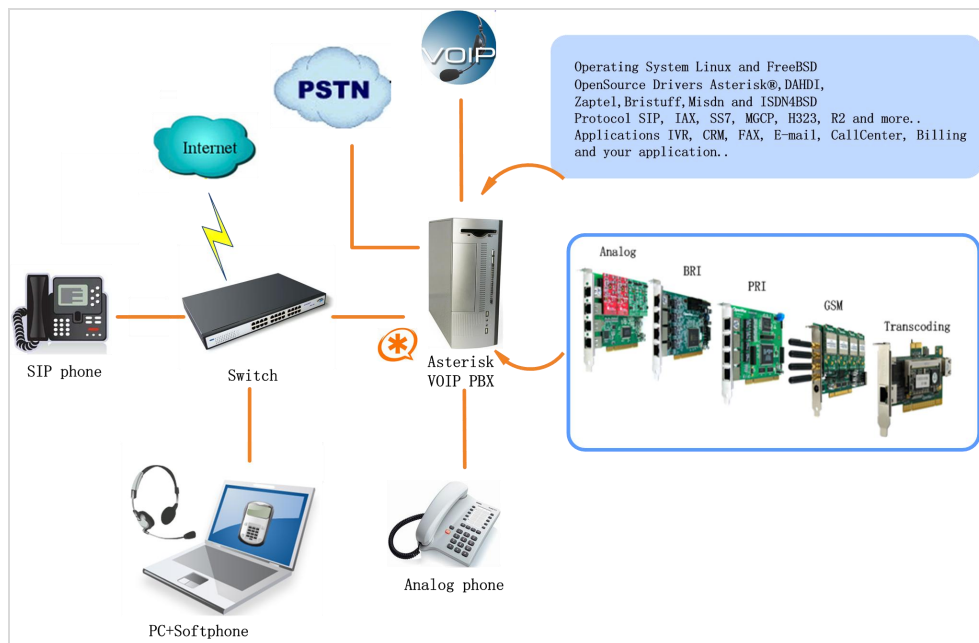 VOIP
PSTN
Internet
Operating System Linux and FreeBSD
OpenSource Drivers Asterisk®,DAHDI,
Zaptel,Bristuff,Misdn and ISDN4BSD
Protocol SIP, IAX, SS7, MGCP, H323, R2 and more..
Applications IVR, CRM, FAX, E-mail, CallCenter, Billing
and your application..
Analog
BRI
PRI
GSM
Transcoding
SIP phone
Switch
Asterisk
VOIP PBX
Analog phone
PC+Softphone